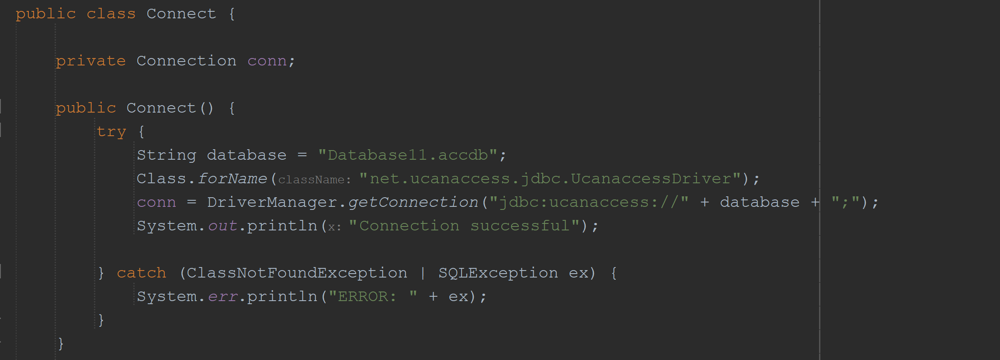 public class Connect {
private Connection conn;
public Connect() {
try {
String database = "Database11.accdb";
Class.forName(className: "net.ucanaccess.jdbc.UcanaccessDriver");
conn = DriverManager.getConnection("jdbc:ucanaccess://" + database + ";");
System.out.println(x: "Connection successful");
} catch (ClassNotFoundException | SQLException ex) {
System.err.println("ERROR: " + ex);
}
}